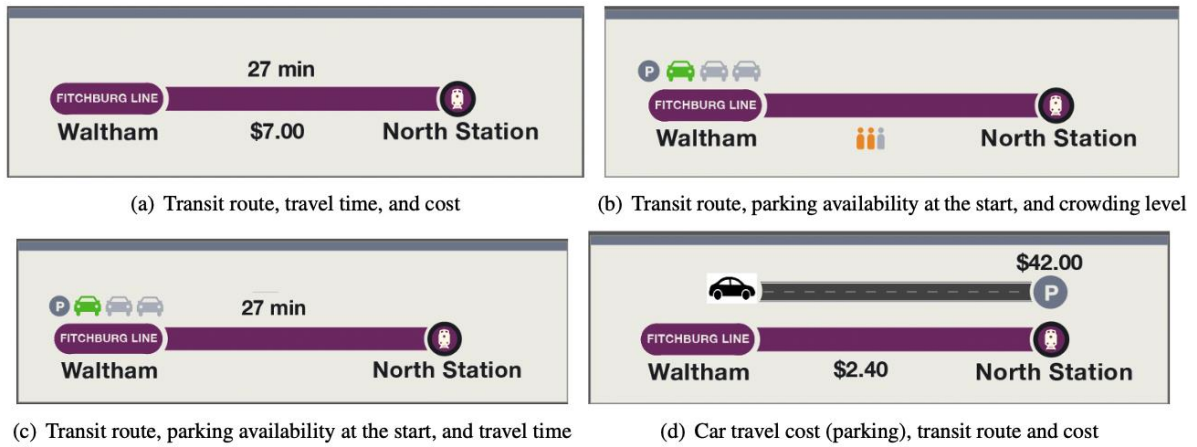 27 min
FITCHBURG LINE
Waltham $7.00 North Station
(a) Transit route, travel time, and cost
P
FITCHBURG LINE
Waltham North Station
(b) Transit route, parking availability at the start, and crowding level
P 27 min
FITCHBURG LINE
Waltham North Station
(c) Transit route, parking availability at the start, and travel time
$42.00
P
FITCHBURG LINE
Waltham $2.40 North Station
(d) Car travel cost (parking), transit route and cost